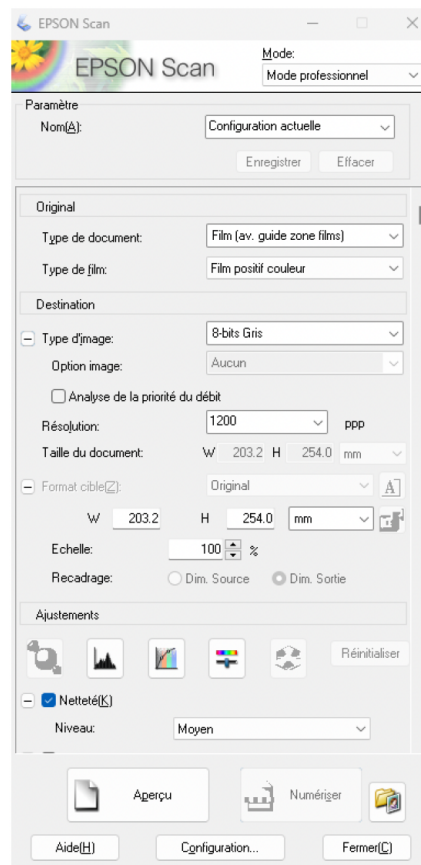 EPSON Scan
EPSON Scan
Mode:
Mode professionnel
Paramètre
Nom(A):
Configuration actuelle
Enregistrer
Effacer
Original
Type de document:
Film (av. guide zone films)
Type de film:
Film positif couleur
Destination
Type d'image:
8-bits Gris
Option image:
Aucun
Analyse de la priorité du débit
Résolution:
1200
ppp
Taille du document:
W 203.2 H 254.0 mm
Format cible(Z):
Original
W 203.2 H 254.0 mm
Echelle:
100 %
Recadrage:
Dim. Source
Dim. Sortie
Ajustements
Réinitialiser
Netteté(K)
Niveau:
Moyen
Aperçu
Numériser
Aide(H)
Configuration...
Fermer(C)